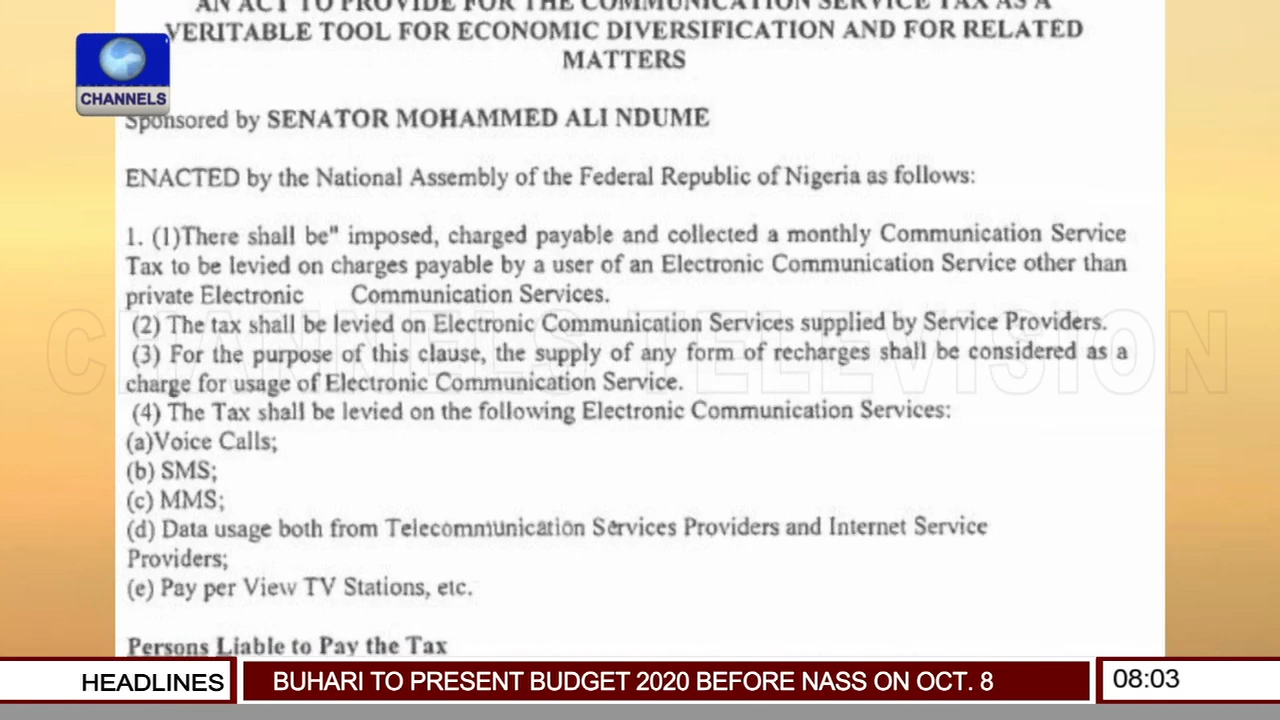 AN ACT TO PROVIDE FOR THE COMMUNICATION SERVICE TAX AS A
VERITABLE TOOL FOR ECONOMIC DIVERSIFICATION AND FOR RELATED
MATTERS
CHANNELS
Sponsored by SENATOR MOHAMMED ALI NDUME
ENACTED by the National Assembly of the Federal Republic of Nigeria as follows:
1. (1)There shall be" imposed, charged payable and collected a monthly Communication Service
Tax to be levied on charges payable by a user of an Electronic Communication Service other than
private Electronic Communication Services.
(2) The tax shall be levied on Electronic Communication Services supplied by Service Providers.
(3) For the purpose of this clause, the supply of any form of recharges shall be considered as a
charge for usage of Electronic Communication Service.
CHANNELS TELEVISION
(4) The Tax shall be levied on the following Electronic Communication Services:
(a)Voice Calls;
(b) SMS;
(c) MMS;
(d) Data usage both from Telecommunication Services Providers and Internet Service
Providers;
(e) Pay per View TV Stations, etc.
Persons Liable to Pay the Tax
HEADLINES
BUHARI TO PRESENT BUDGET 2020 BEFORE NASS ON OCT. 8
08:03